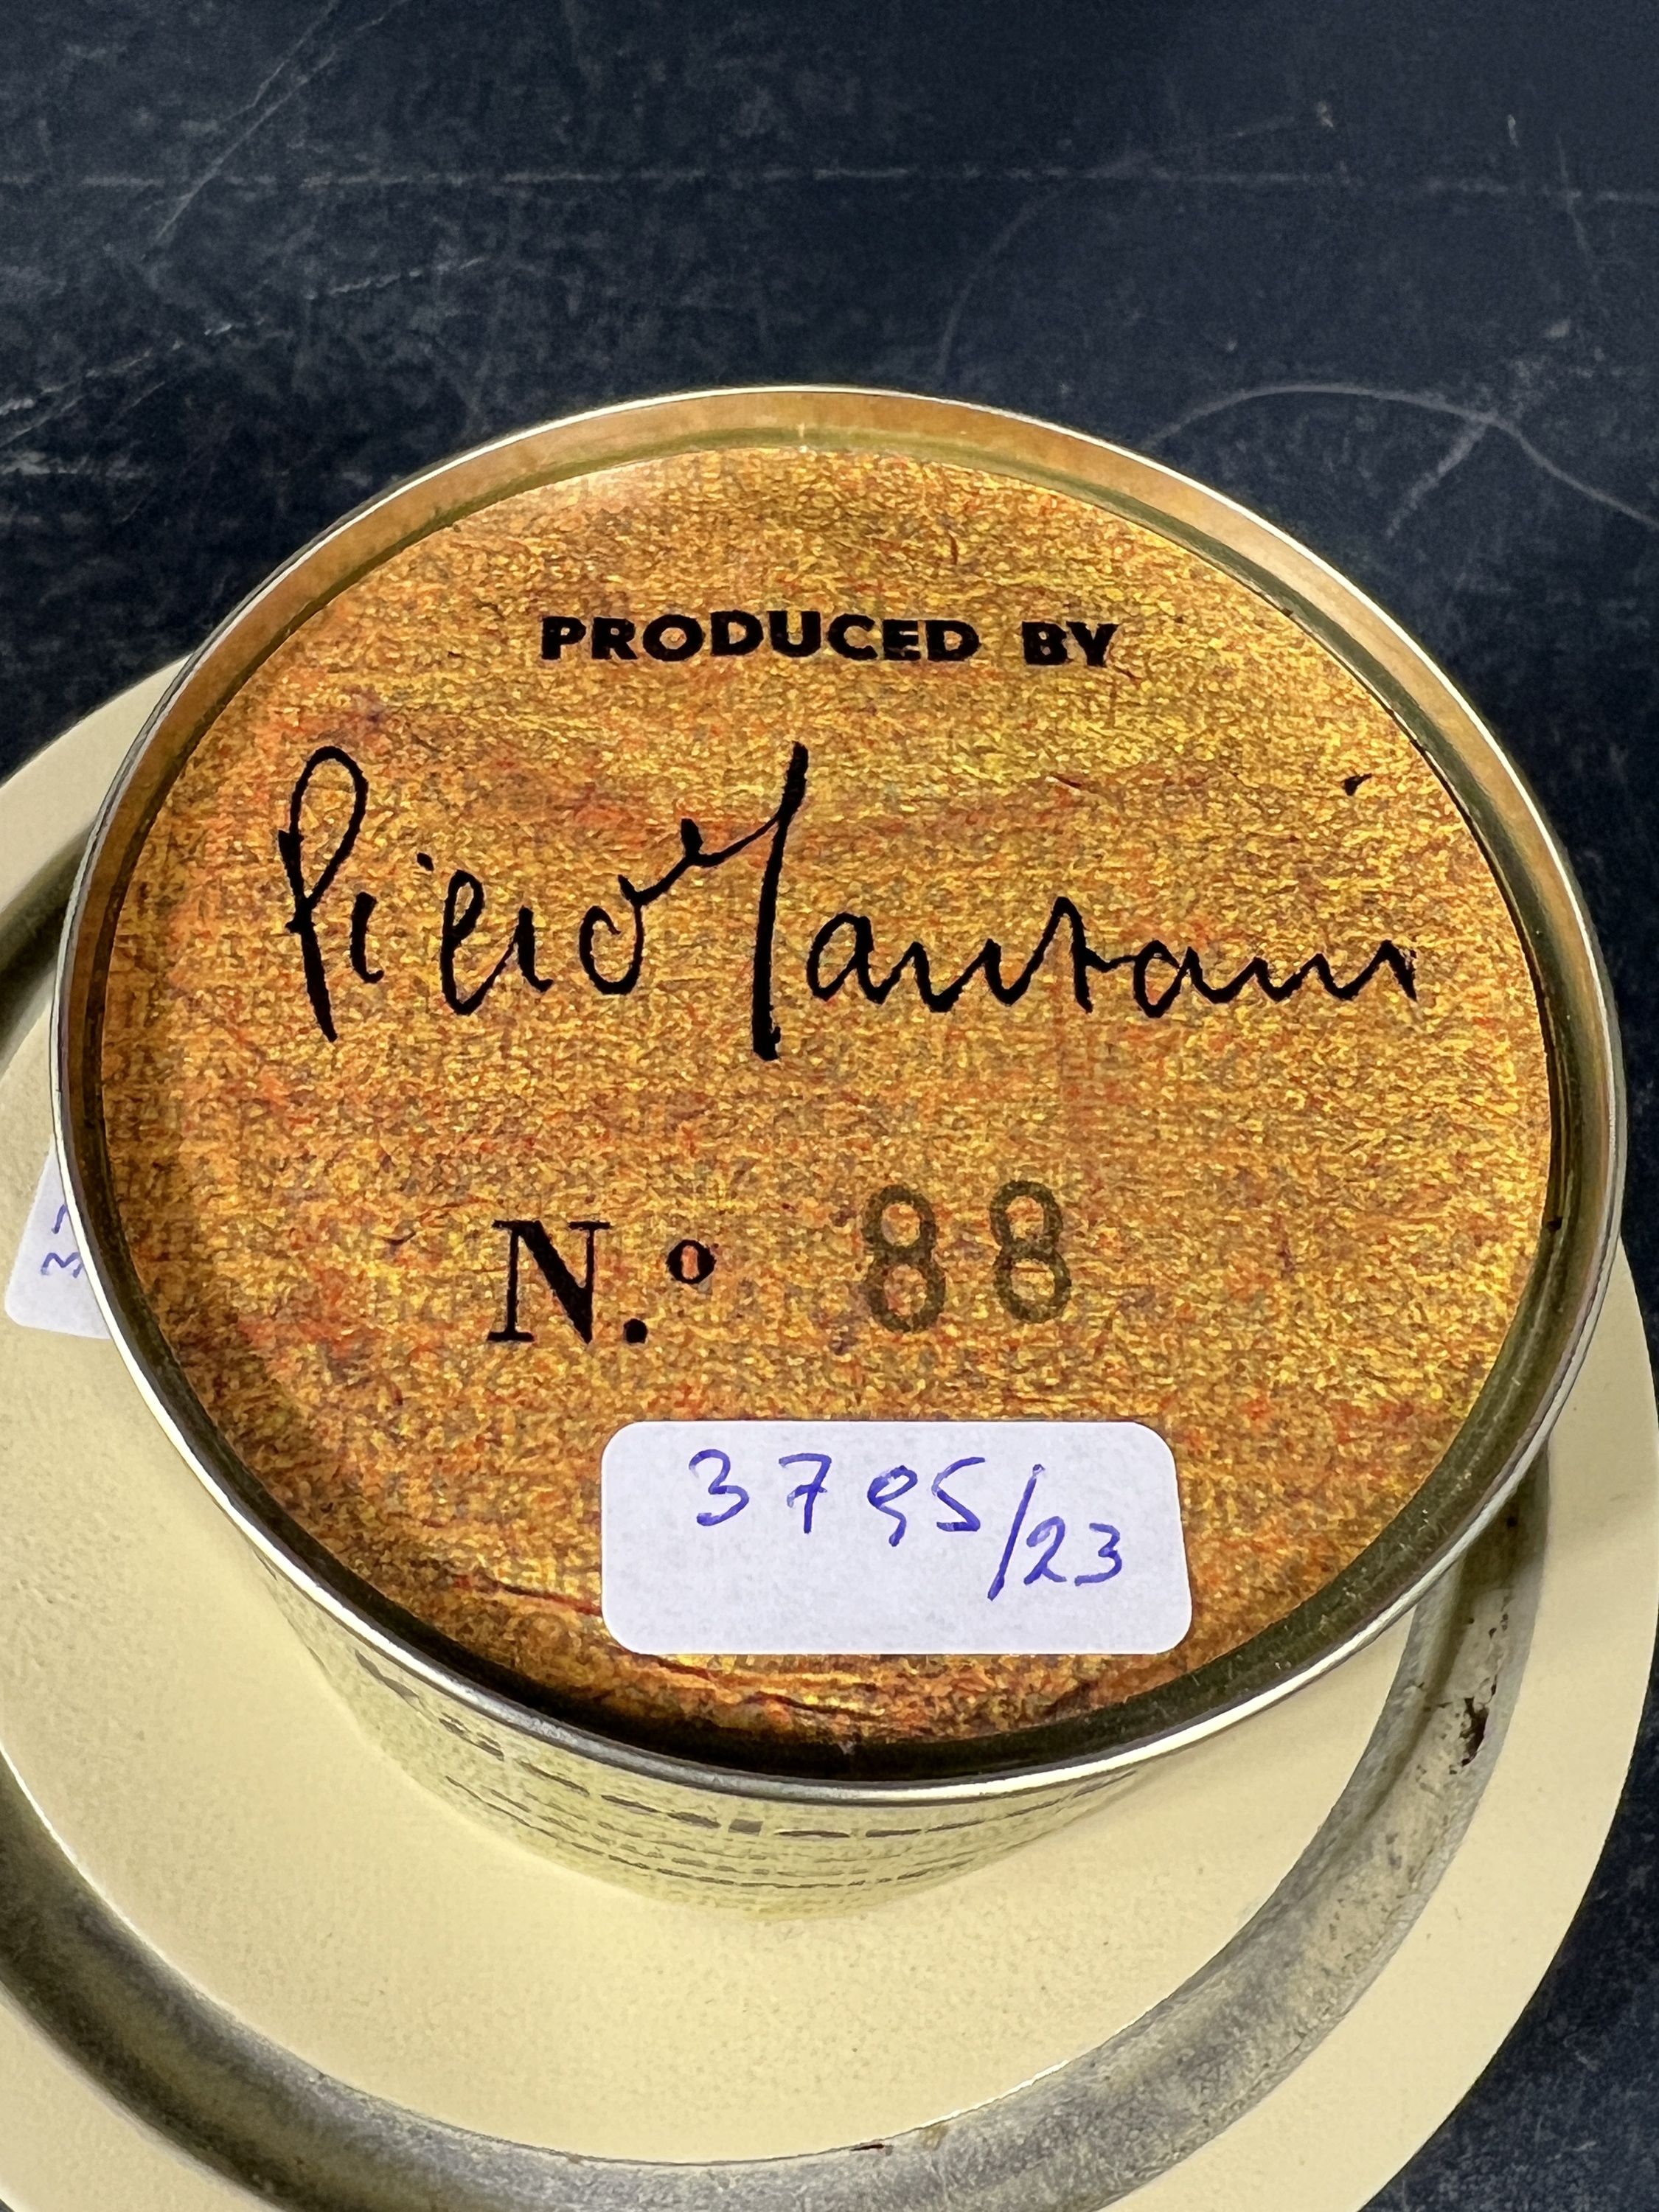 PRODUCED BY
Piero Manzoni
N.º 88
3795/23